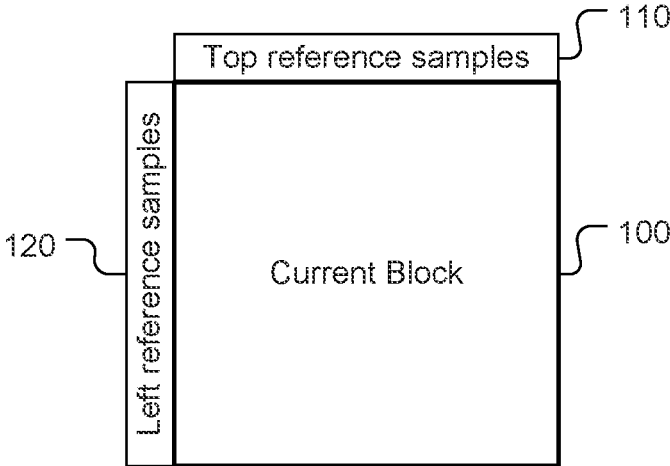 110
Top reference samples
Left reference samples
120
100
Current Block